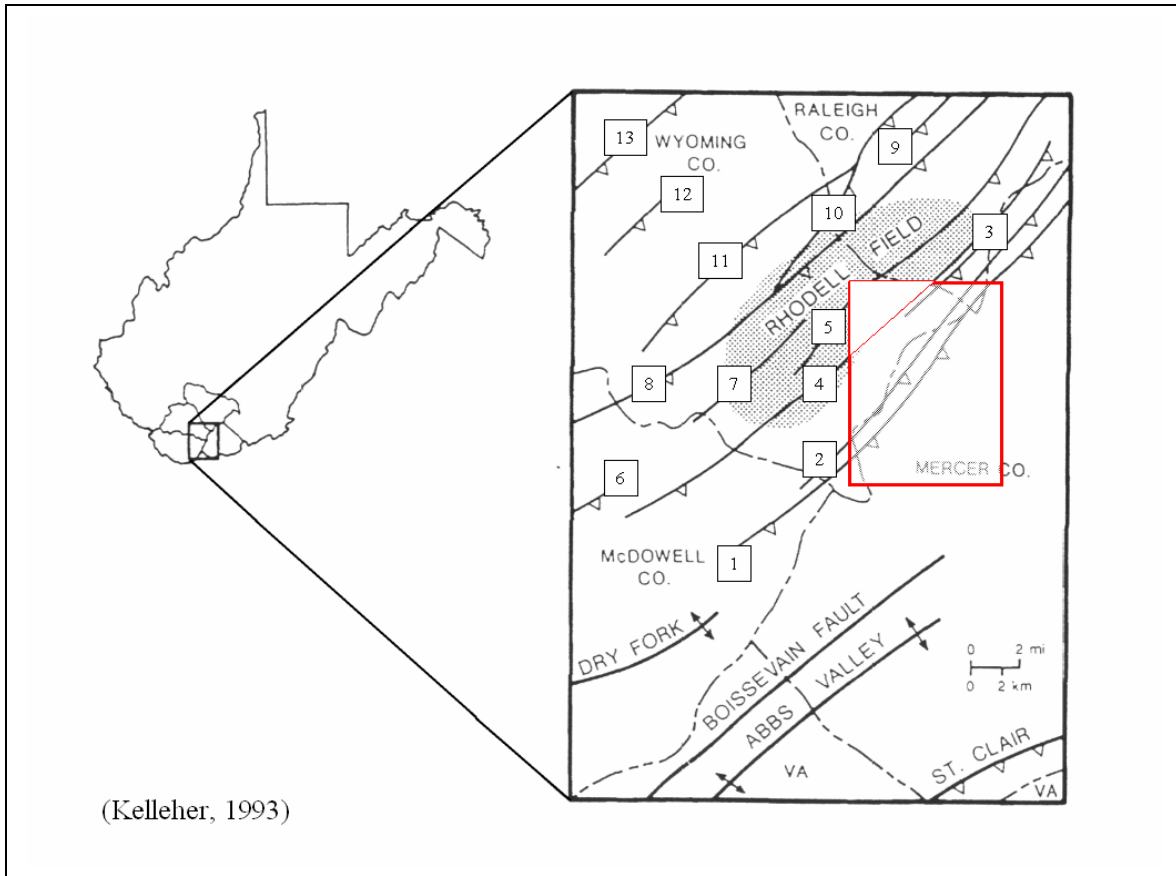 RALEIGH
CO.
13
WYOMING
CO.
9
12
10
3
11
RHODELL FIELD
5
8
7
4
2
MERCER CO.
6
1
McDOWELL
CO.
DRY FORK
BOISSEVAIN FAULT
ABBS VALLEY
0 2 mi
0 2 km
ST. CLAIR
VA
VA
(Kelleher, 1993)